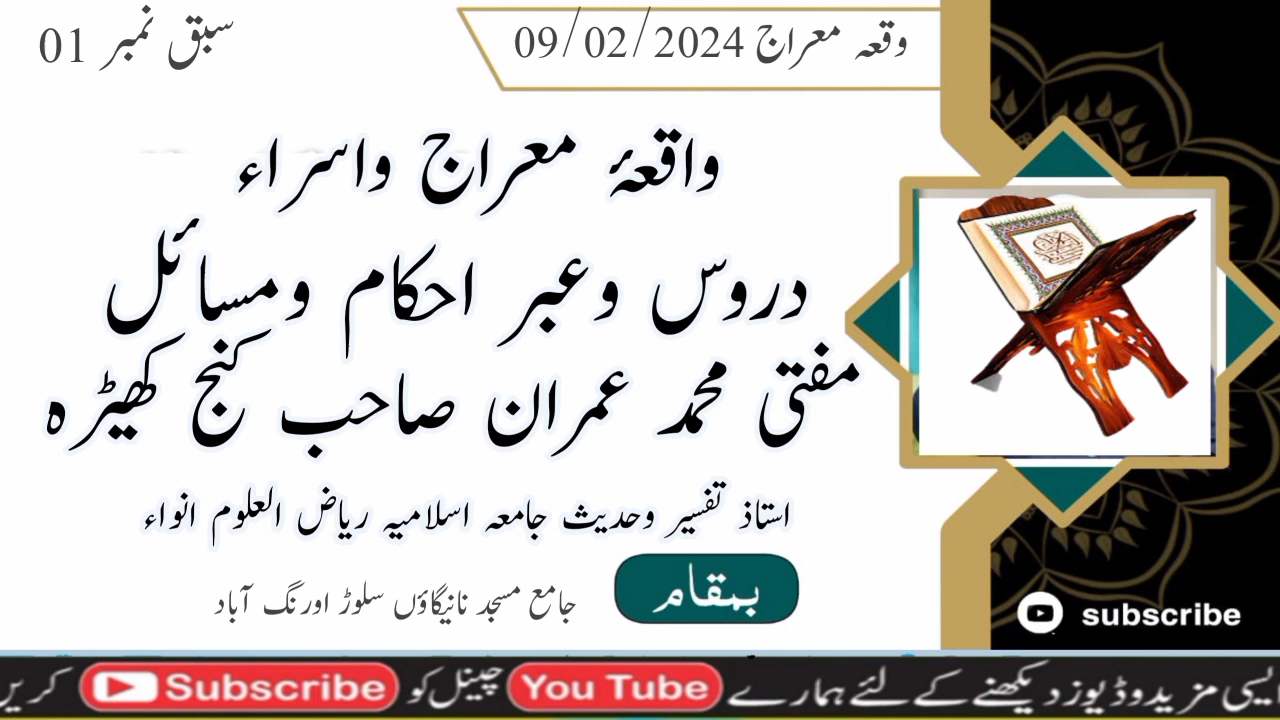 وقعہ معراج 09/02/2024
سبق نمبر 01
واقعۂ معراج واسراء
دروس وعبر احکام ومسائل
مفتی محمد عمران صاحب کنج کھیڑہ
استاذ تفسیر وحدیث جامعہ اسلامیہ ریاض العلوم انواء
بمقام
جامع مسجد نانیگاؤں سلوڑ اورنگ آباد
subscribe
ایسی مزید وڈیوز دیکھنے کے لئے ہمارے You Tube چینل کو Subscribe کریں